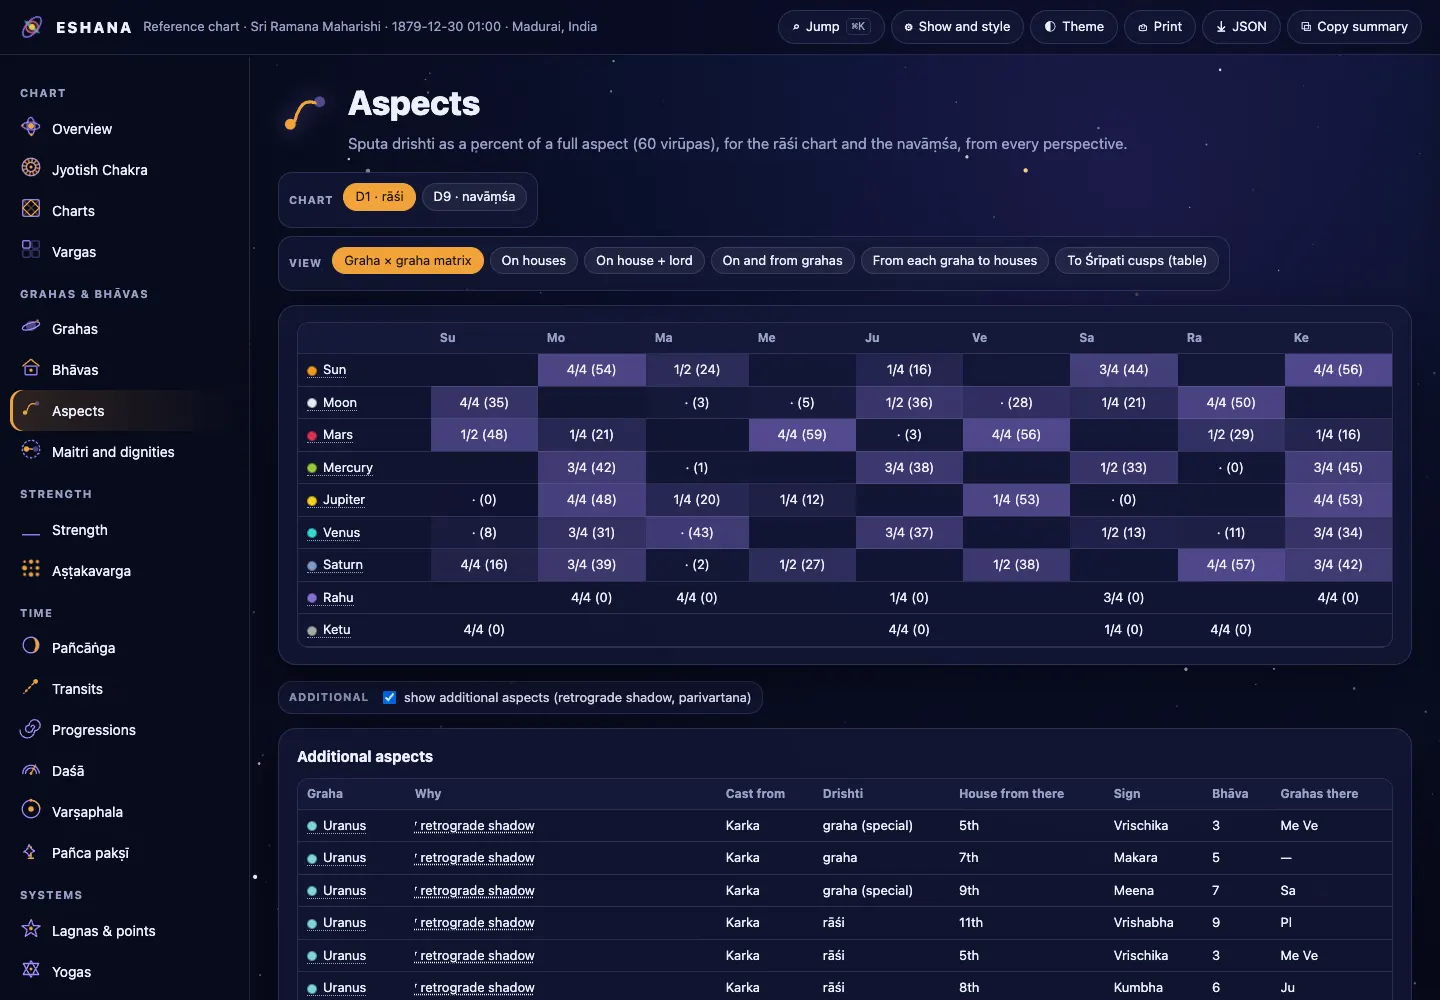 ESHANA Reference chart · Sri Ramana Maharishi · 1879-12-30 01:00 · Madurai, India
Jump ⌘K
Show and style
Theme
Print
JSON
Copy summary
CHART
Overview
Jyotish Chakra
Charts
Vargas
GRAHAS & BHĀVAS
Grahas
Bhāvas
Aspects
Maitri and dignities
STRENGTH
Strength
Aṣṭakavarga
TIME
Pañcāṅga
Transits
Progressions
Daśā
Varṣaphala
Pañca pakṣī
SYSTEMS
Lagnas & points
Yogas
Aspects
Sputa drishti as a percent of a full aspect (60 virūpas), for the rāśi chart and the navāṃśa, from every perspective.
CHART D1 · rāśi D9 · navāṃśa
VIEW Graha × graha matrix On houses On house + lord On and from grahas From each graha to houses To Śrīpati cusps (table)
Su Mo Ma Me Ju Ve Sa Ra Ke
Sun 4/4 (54) 1/2 (24) 1/4 (16) 3/4 (44) 4/4 (56)
Moon 4/4 (35) · (3) · (5) 1/2 (36) · (28) 1/4 (21) 4/4 (50)
Mars 1/2 (48) 1/4 (21) 4/4 (59) · (3) 4/4 (56) 1/2 (29) 1/4 (16)
Mercury 3/4 (42) · (1) 3/4 (38) 1/2 (33) · (0) 3/4 (45)
Jupiter · (0) 4/4 (48) 1/4 (20) 1/4 (12) 1/4 (53) · (0) 4/4 (53)
Venus · (8) 3/4 (31) · (43) 3/4 (37) 1/2 (13) · (11) 3/4 (34)
Saturn 4/4 (16) 3/4 (39) · (2) 1/2 (27) 1/2 (38) 4/4 (57) 3/4 (42)
Rahu 4/4 (0) 4/4 (0) 1/4 (0) 3/4 (0) 4/4 (0)
Ketu 4/4 (0) 4/4 (0) 1/4 (0) 4/4 (0)
ADDITIONAL show additional aspects (retrograde shadow, parivartana)
Additional aspects
Graha Why Cast from Drishti House from there Sign Bhāva Grahas there
Uranus retrograde shadow Karka graha (special) 5th Vrischika 3 Me Ve
Uranus retrograde shadow Karka graha 7th Makara 5 —
Uranus retrograde shadow Karka graha (special) 9th Meena 7 Sa
Uranus retrograde shadow Karka rāśi 11th Vrishabha 9 Pl
Uranus retrograde shadow Karka rāśi 5th Vrischika 3 Me Ve
Uranus retrograde shadow Karka rāśi 8th Kumbha 6 Ju